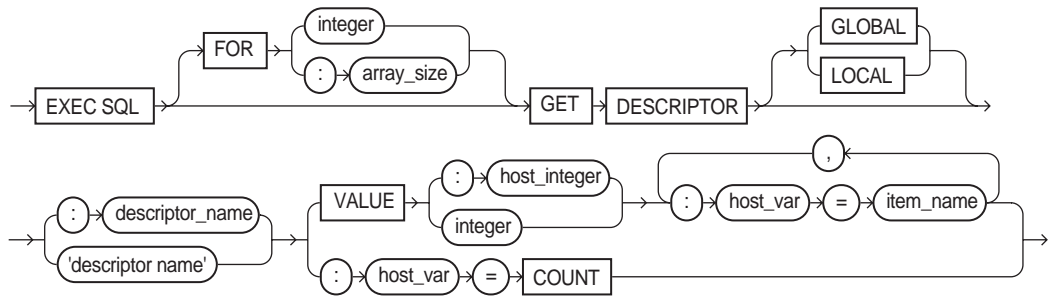 integer
GLOBAL
FOR
: array_size
LOCAL
EXEC SQL
GET DESCRIPTOR
,
: descriptor_name
VALUE
: host_integer
: host_var = item_name
integer
'descriptor name'
: host_var = COUNT